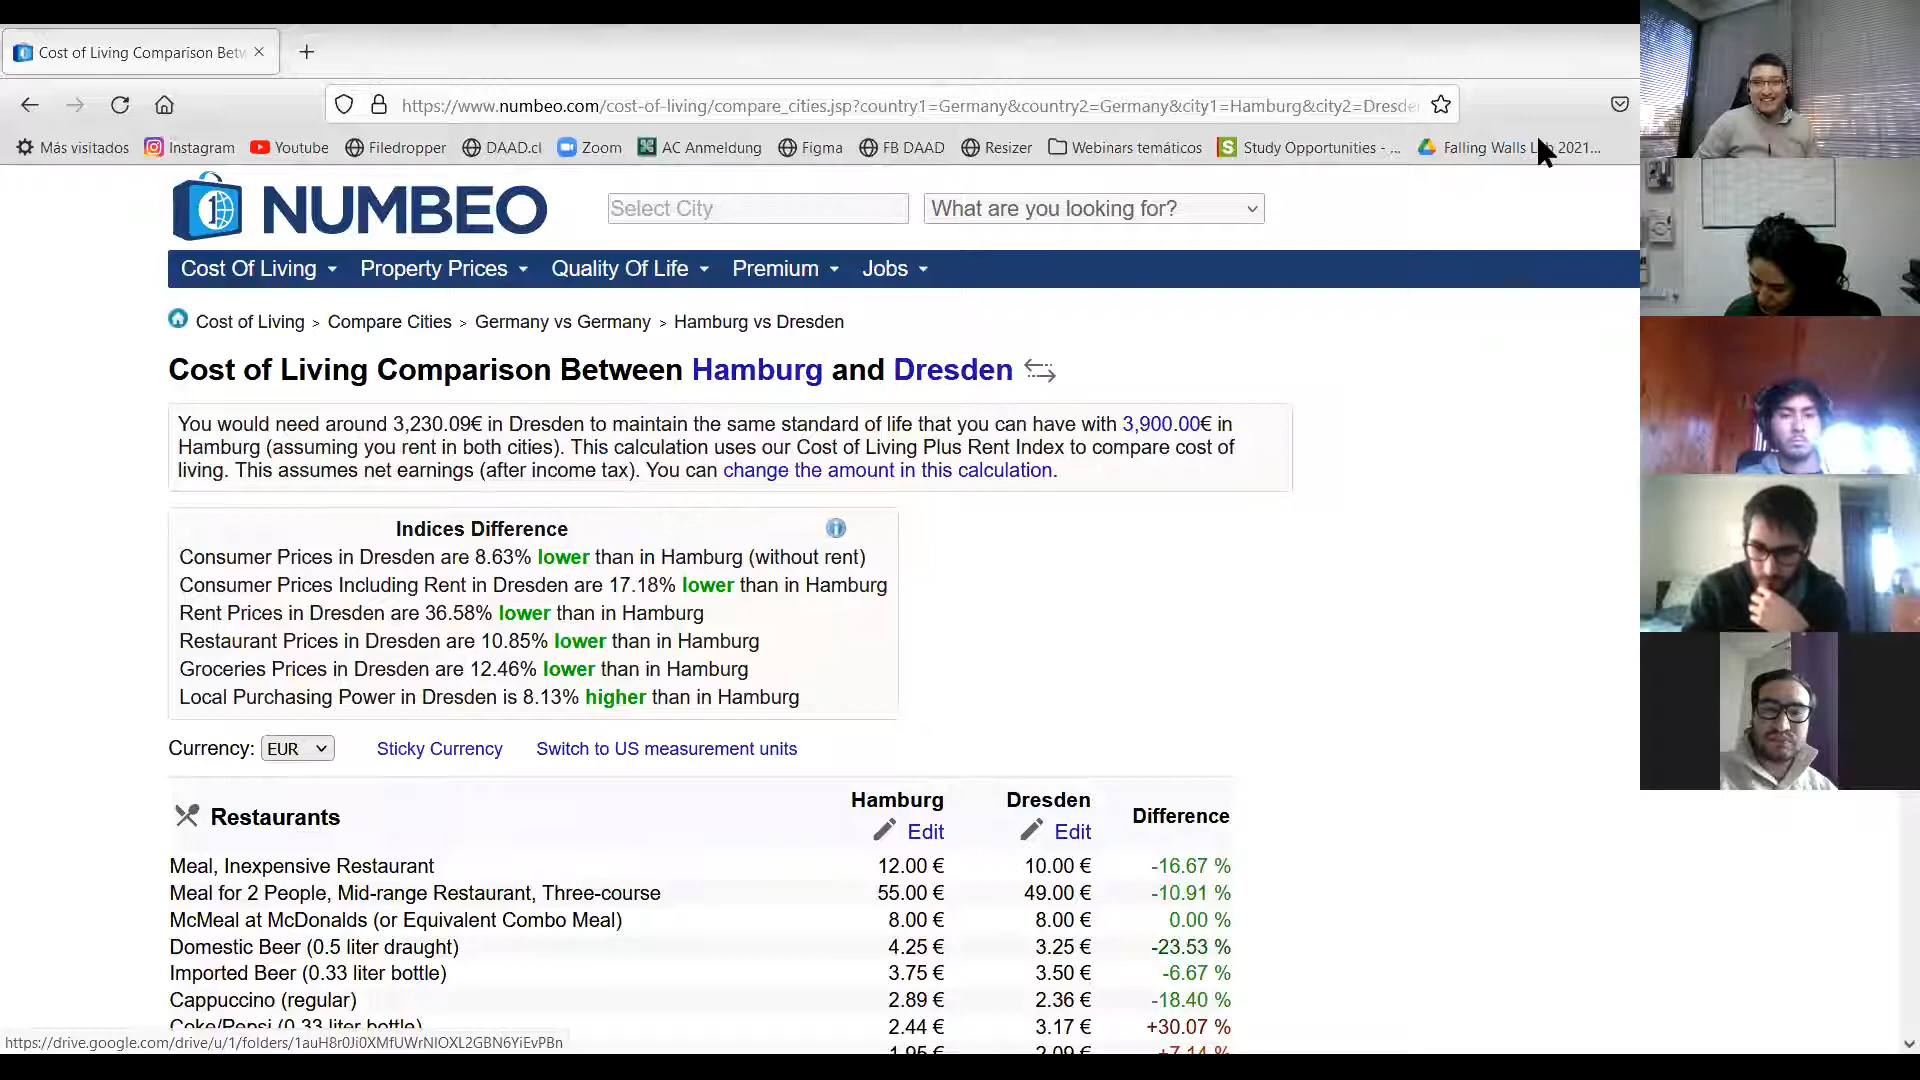 Cost of Living Comparison Betw
https://www.numbeo.com/cost-of-living/compare_cities.jsp?country1=Germany&country2=Germany&city1=Hamburg&city2=Dresde
Más visitados Instagram Youtube Filedropper DAAD.cl Zoom AC Anmeldung Figma FB DAAD Resizer Webinars temáticos Study Opportunities - ... Falling Walls Lab 2021...
NUMBEO
Select City
What are you looking for?
Cost Of Living Property Prices Quality Of Life Premium Jobs
Cost of Living > Compare Cities > Germany vs Germany > Hamburg vs Dresden
Cost of Living Comparison Between Hamburg and Dresden
You would need around 3,230.09€ in Dresden to maintain the same standard of life that you can have with 3,900.00€ in
Hamburg (assuming you rent in both cities). This calculation uses our Cost of Living Plus Rent Index to compare cost of
living. This assumes net earnings (after income tax). You can change the amount in this calculation.
Indices Difference
Consumer Prices in Dresden are 8.63% lower than in Hamburg (without rent)
Consumer Prices Including Rent in Dresden are 17.18% lower than in Hamburg
Rent Prices in Dresden are 36.58% lower than in Hamburg
Restaurant Prices in Dresden are 10.85% lower than in Hamburg
Groceries Prices in Dresden are 12.46% lower than in Hamburg
Local Purchasing Power in Dresden is 8.13% higher than in Hamburg
Currency: EUR Sticky Currency Switch to US measurement units
Restaurants Hamburg Edit Dresden Edit Difference
Meal, Inexpensive Restaurant 12.00 € 10.00 € -16.67 %
Meal for 2 People, Mid-range Restaurant, Three-course 55.00 € 49.00 € -10.91 %
McMeal at McDonalds (or Equivalent Combo Meal) 8.00 € 8.00 € 0.00 %
Domestic Beer (0.5 liter draught) 4.25 € 3.25 € -23.53 %
Imported Beer (0.33 liter bottle) 3.75 € 3.50 € -6.67 %
Cappuccino (regular) 2.89 € 2.36 € -18.40 %
Coke/Pepsi (0.33 liter bottle) 2.44 € 3.17 € +30.07 %
1.95 € 2.09 € +7.14 %
https://drive.google.com/drive/u/1/folders/1auH8r0Ji0XMfUWrNIOXL2GBN6YiEvPBn